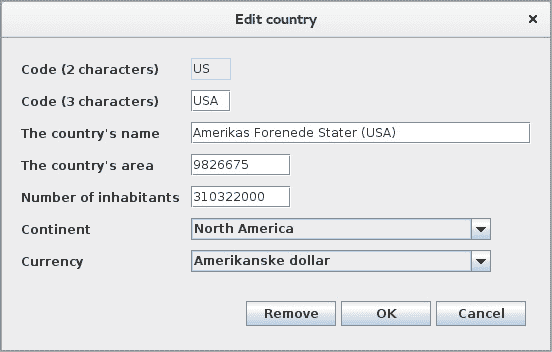 Edit country ×
Code (2 characters) US
Code (3 characters) USA
The country's name Amerikas Forenede Stater (USA)
The country's area 9826675
Number of inhabitants 310322000
Continent North America
Currency Amerikanske dollar
Remove OK Cancel